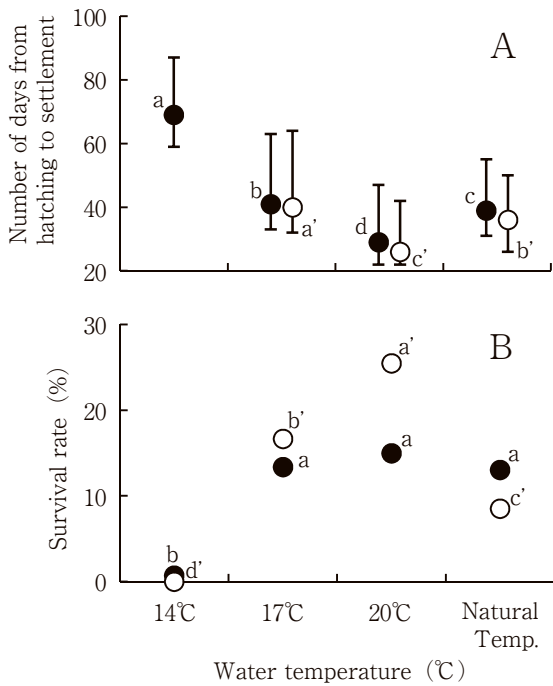 100
80
60
40
20
Number of days from
hatching to settlement
A
a
b
a’
d
c’
c
b’
30
20
10
0
Survival rate (%)
B
b
d’
b’
a
a’
a
a
c’
14℃
17℃
20℃
Natural
Temp.
Water temperature (℃)